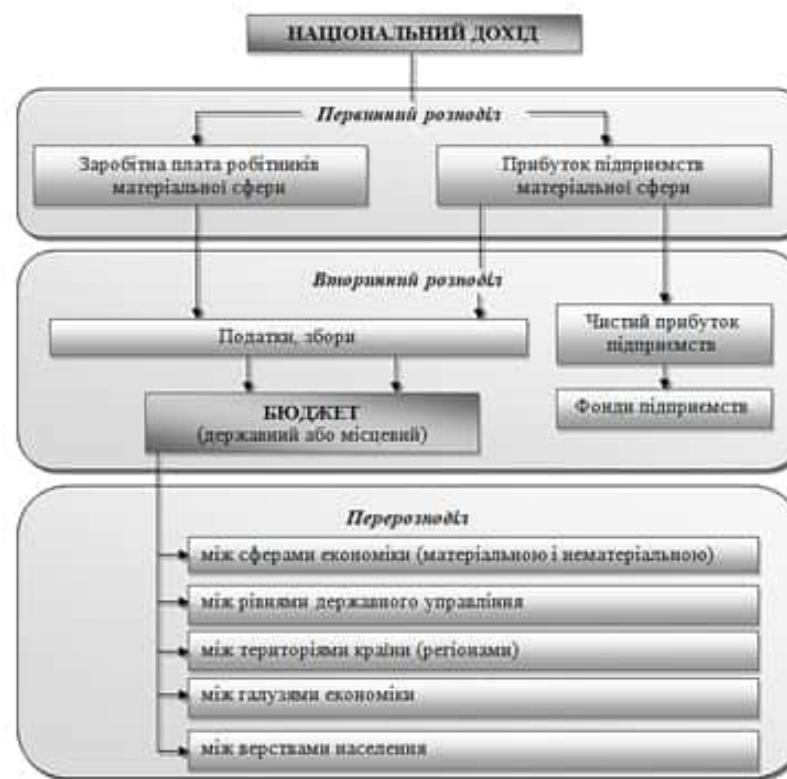 НАЦІОНАЛЬНИЙ ДОХІД
Первинний розподіл
Заробітна плата робітників
матеріальної сфери
Прибуток підприємств
матеріальної сфери
Вторинний розподіл
Податки, збори
Чистий прибуток
підприємств
БЮДЖЕТ
(державний або місцевий)
Фонди підприємств
Перерозподіл
між сферами економіки (матеріальною і нематеріальною)
між рівнями державного управління
між територіями країни (регіонами)
між галузями економіки
між верствами населення